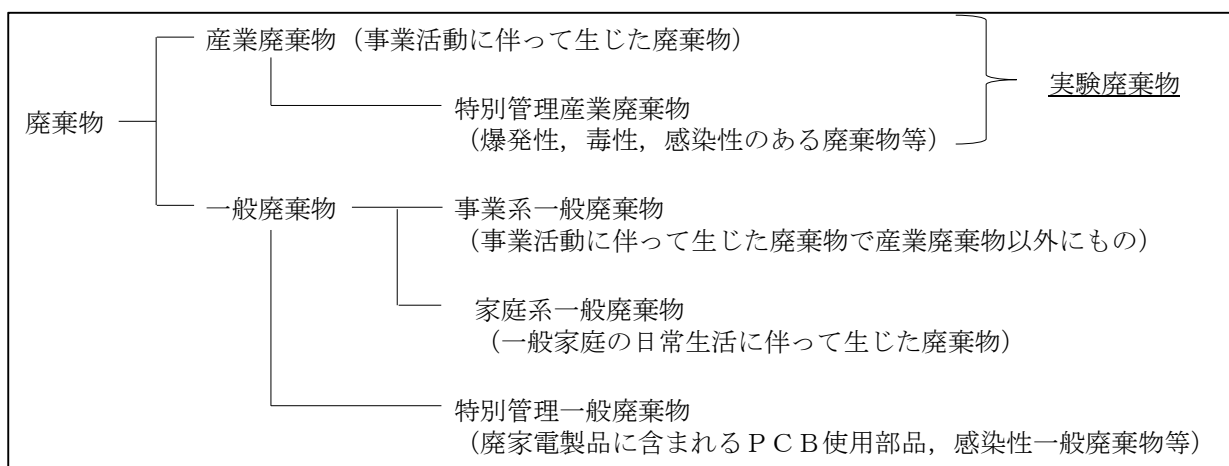 産業廃棄物(事業活動に伴って生じた廃棄物)
実験廃棄物
特別管理産業廃棄物
(爆発性,毒性,感染性のある廃棄物等)
廃棄物
一般廃棄物
事業系一般廃棄物
(事業活動に伴って生じた廃棄物で産業廃棄物以外にもの)
家庭系一般廃棄物
(一般家庭の日常生活に伴って生じた廃棄物)
特別管理一般廃棄物
(廃家電製品に含まれるPCB使用部品,感染性一般廃棄物等)